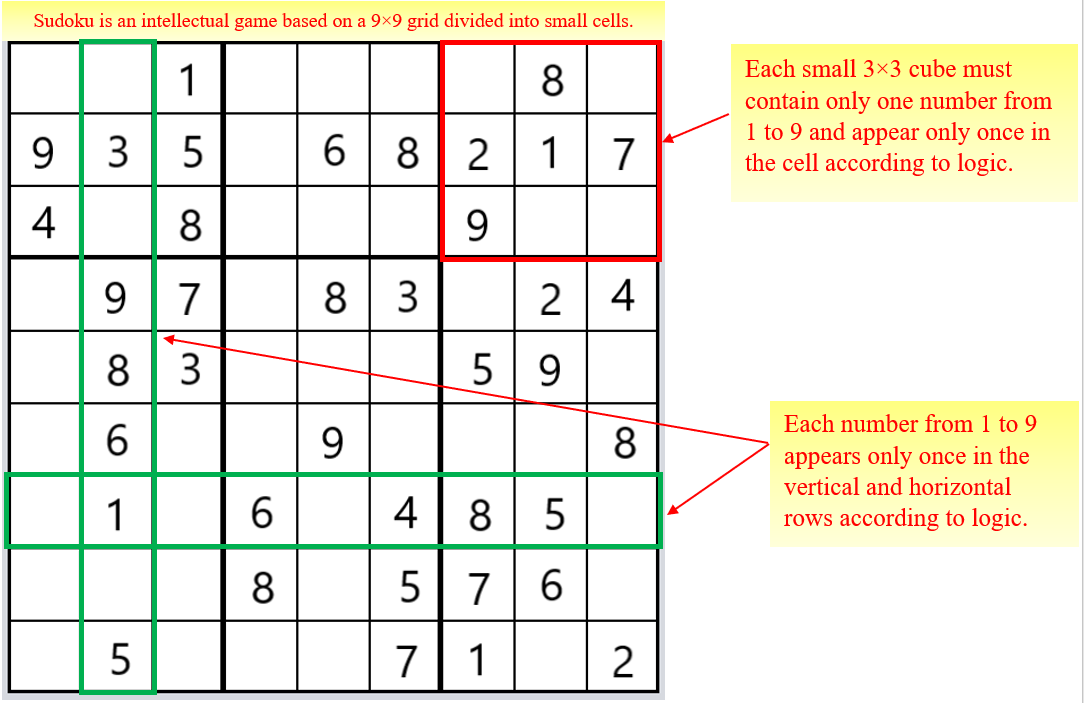 Sudoku is an intellectual game based on a 9×9 grid divided into small cells.
1 8
9 3 5 6 8 2 1 7
4 8 9
9 7 8 3 2 4
8 3 5 9
6 9 8
1 6 4 8 5
8 5 7 6
5 7 1 2
Each small 3×3 cube must
contain only one number from
1 to 9 and appear only once in
the cell according to logic.
Each number from 1 to 9
appears only once in the
vertical and horizontal
rows according to logic.